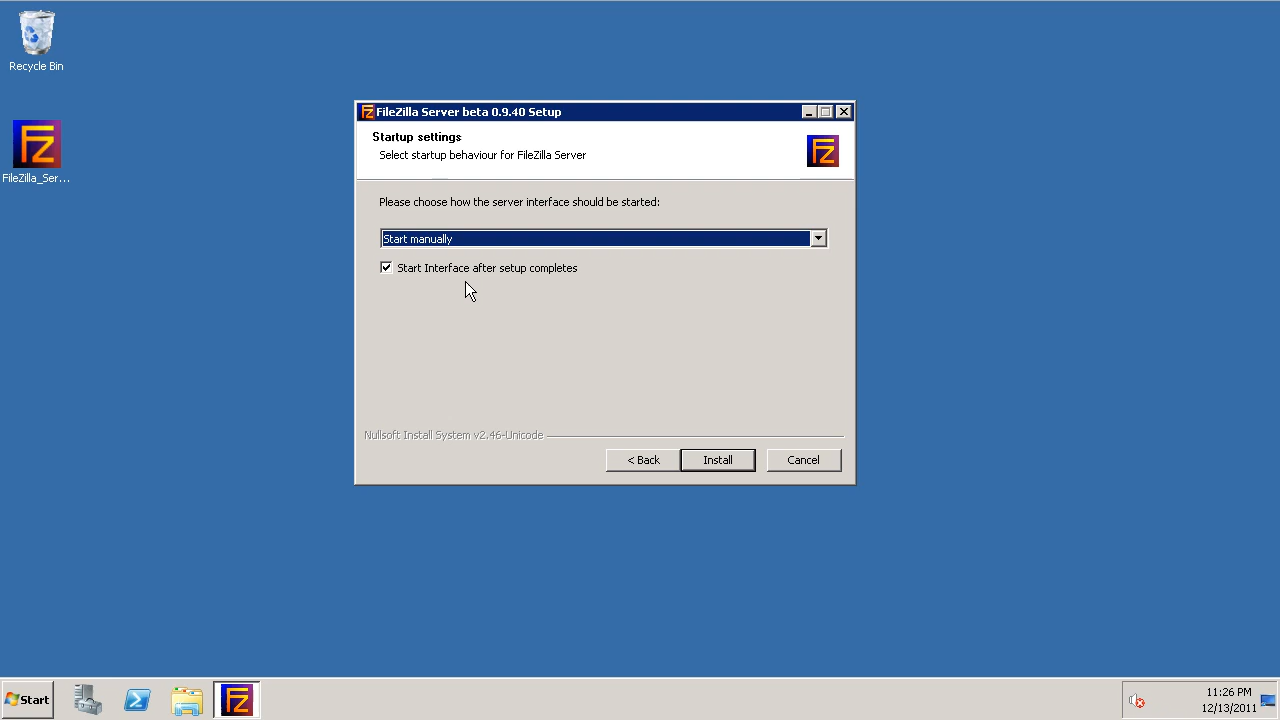 Recycle Bin
FileZilla_Ser...
FileZilla Server beta 0.9.40 Setup
Startup settings
Select startup behaviour for FileZilla Server
Please choose how the server interface should be started:
Start manually
Start Interface after setup completes
Nullsoft Install System v2.46-Unicode
< Back
Install
Cancel
Start
11:26 PM
12/13/2011